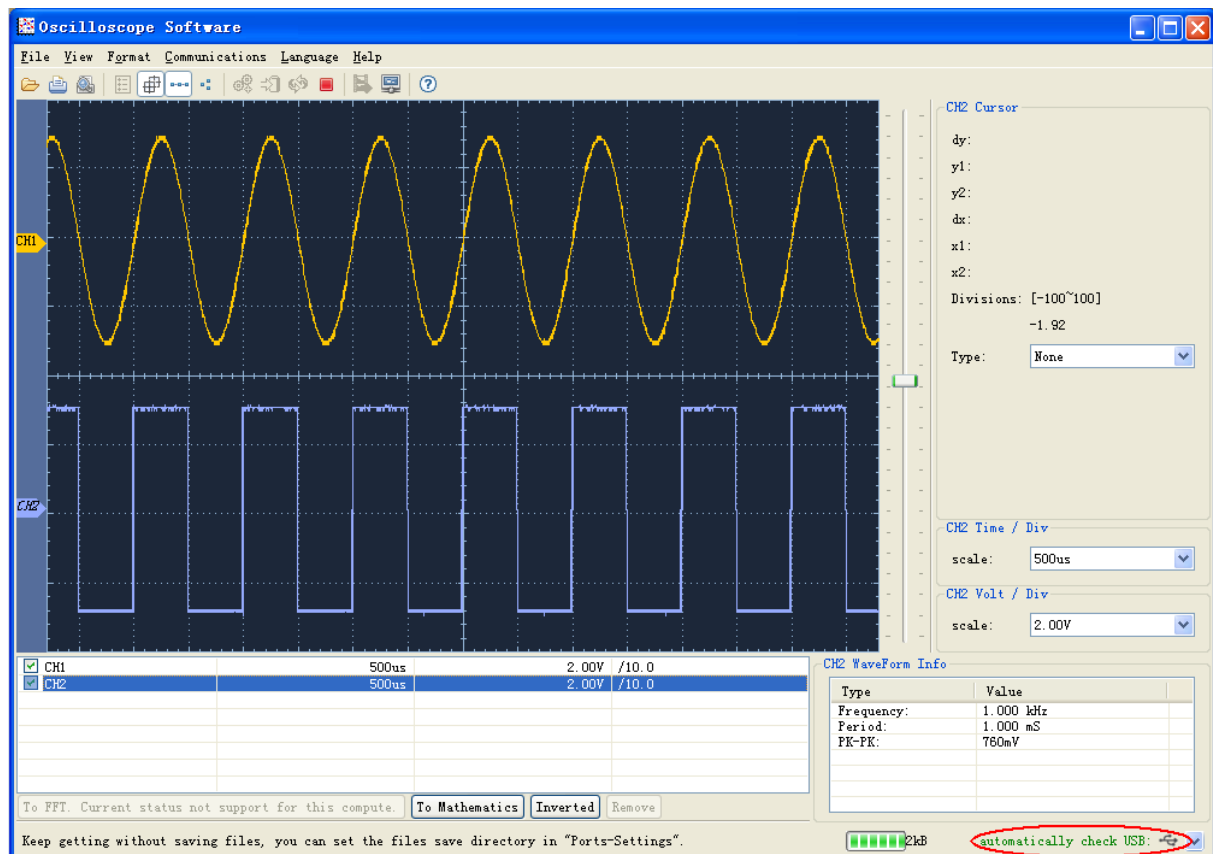 Oscilloscope Software
File View Format Communications Language Help
CH1
CH2
CH2 Cursor
dy:
y1:
y2:
dx:
x1:
x2:
Divisions: [-100~100]
-1.92
Type: None
CH2 Time / Div
scale: 500us
CH2 Volt / Div
scale: 2.00V
CH1 500us 2.00V /10.0
CH2 500us 2.00V /10.0
To FFT. Current status not support for this compute. To Mathematics Inverted Remove
CH2 WaveForm Info
Type Value
Frequency: 1.000 kHz
Period: 1.000 mS
PK-PK: 760mV
Keep getting without saving files, you can set the files save directory in "Ports-Settings". 2kB automatically check USB: